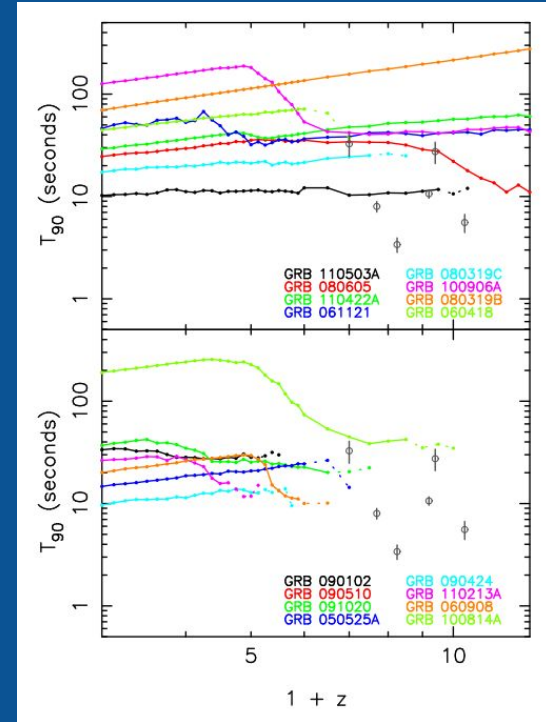 100
10
1
T90 (seconds)
GRB 110503A GRB 080319C
GRB 080605 GRB 100906A
GRB 110422A GRB 080319B
GRB 061121 GRB 060418
100
10
1
T90 (seconds)
GRB 090102 GRB 090424
GRB 090510 GRB 110213A
GRB 091020 GRB 060908
GRB 050525A GRB 100814A
5 10
1 + z